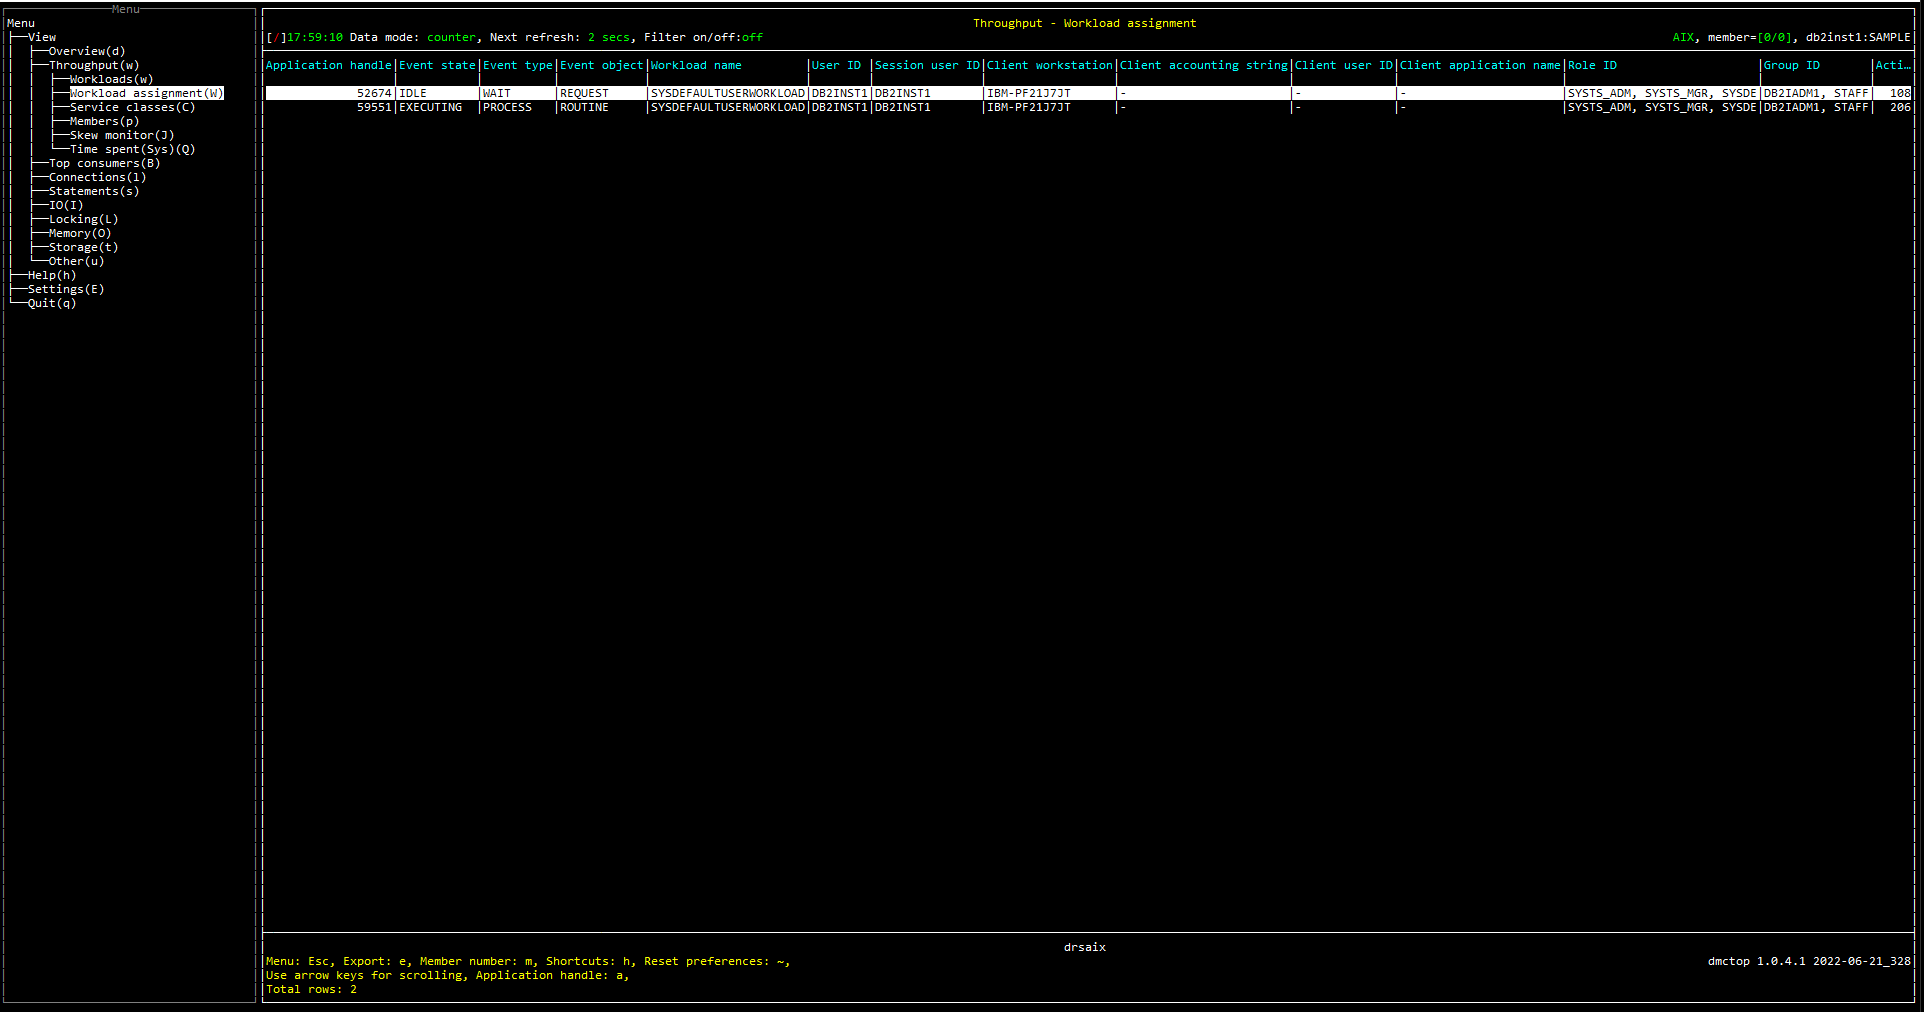 Menu
Menu
View
Overview(d)
Throughput(w)
Workloads(w)
Workload assignment(W)
Service classes(C)
Members(p)
Skew monitor(J)
Time spent(Sys)(Q)
Top consumers(B)
Connections(l)
Statements(s)
IO(I)
Locking(L)
Memory(O)
Storage(t)
Other(u)
Help(h)
Settings(E)
Quit(q)
Throughput - Workload assignment
[/]17:59:10 Data mode: counter, Next refresh: 2 secs, Filter on/off:off AIX, member=[0/0], db2inst1:SAMPLE
Application handle|Event state|Event type|Event object|Workload name |User ID |Session user ID|Client workstation|Client accounting string|Client user ID|Client application name|Role ID |Group ID |Acti…
52674|IDLE |WAIT |REQUEST |SYSDEFAULTUSERWORKLOAD|DB2INST1|DB2INST1 |IBM-PF21J7JT |- |- |- |SYSTS_ADM, SYSTS_MGR, SYSDE|DB2IADM1, STAFF| 108
59551|EXECUTING |PROCESS |ROUTINE |SYSDEFAULTUSERWORKLOAD|DB2INST1|DB2INST1 |IBM-PF21J7JT |- |- |- |SYSTS_ADM, SYSTS_MGR, SYSDE|DB2IADM1, STAFF| 206
drsaix
Menu: Esc, Export: e, Member number: m, Shortcuts: h, Reset preferences: ~, dmctop 1.0.4.1 2022-06-21_328
Use arrow keys for scrolling, Application handle: a,
Total rows: 2